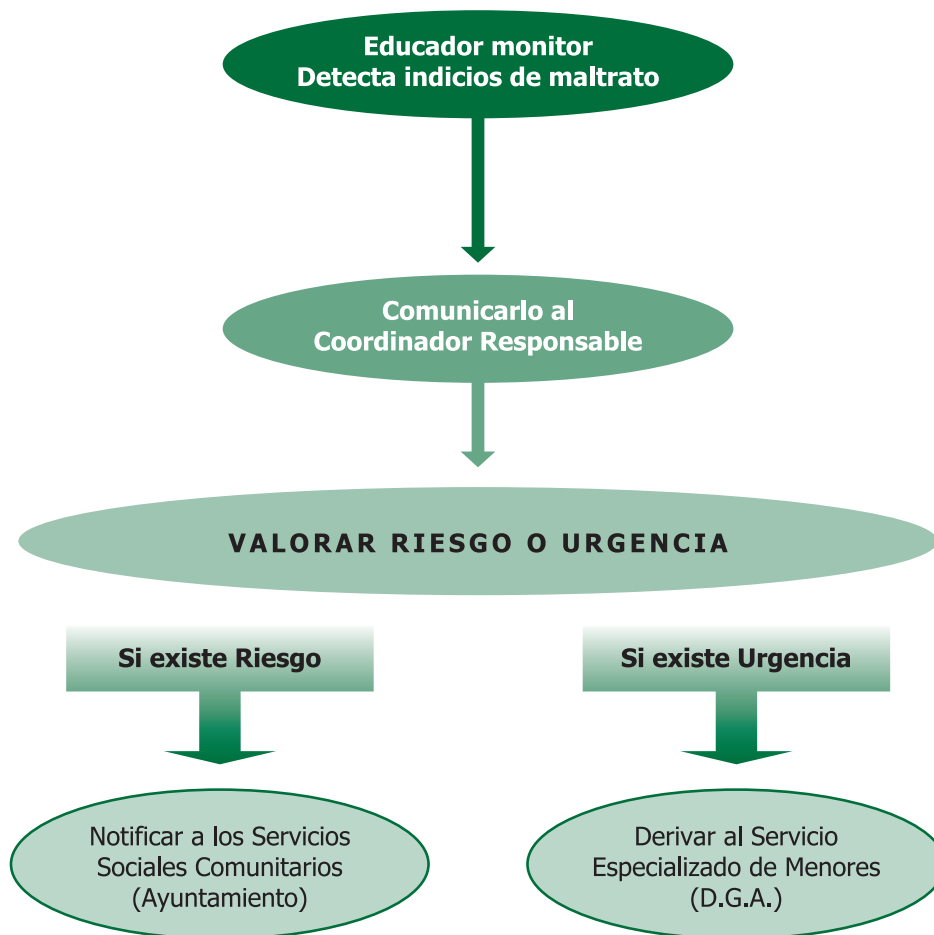 Educador monitor
Detecta indicios de maltrato
Comunicarlo al
Coordinador Responsable
VALORAR RIESGO O URGENCIA
Si existe Riesgo
Si existe Urgencia
Notificar a los Servicios
Sociales Comunitarios
(Ayuntamiento)
Derivar al Servicio
Especializado de Menores
(D.G.A.)